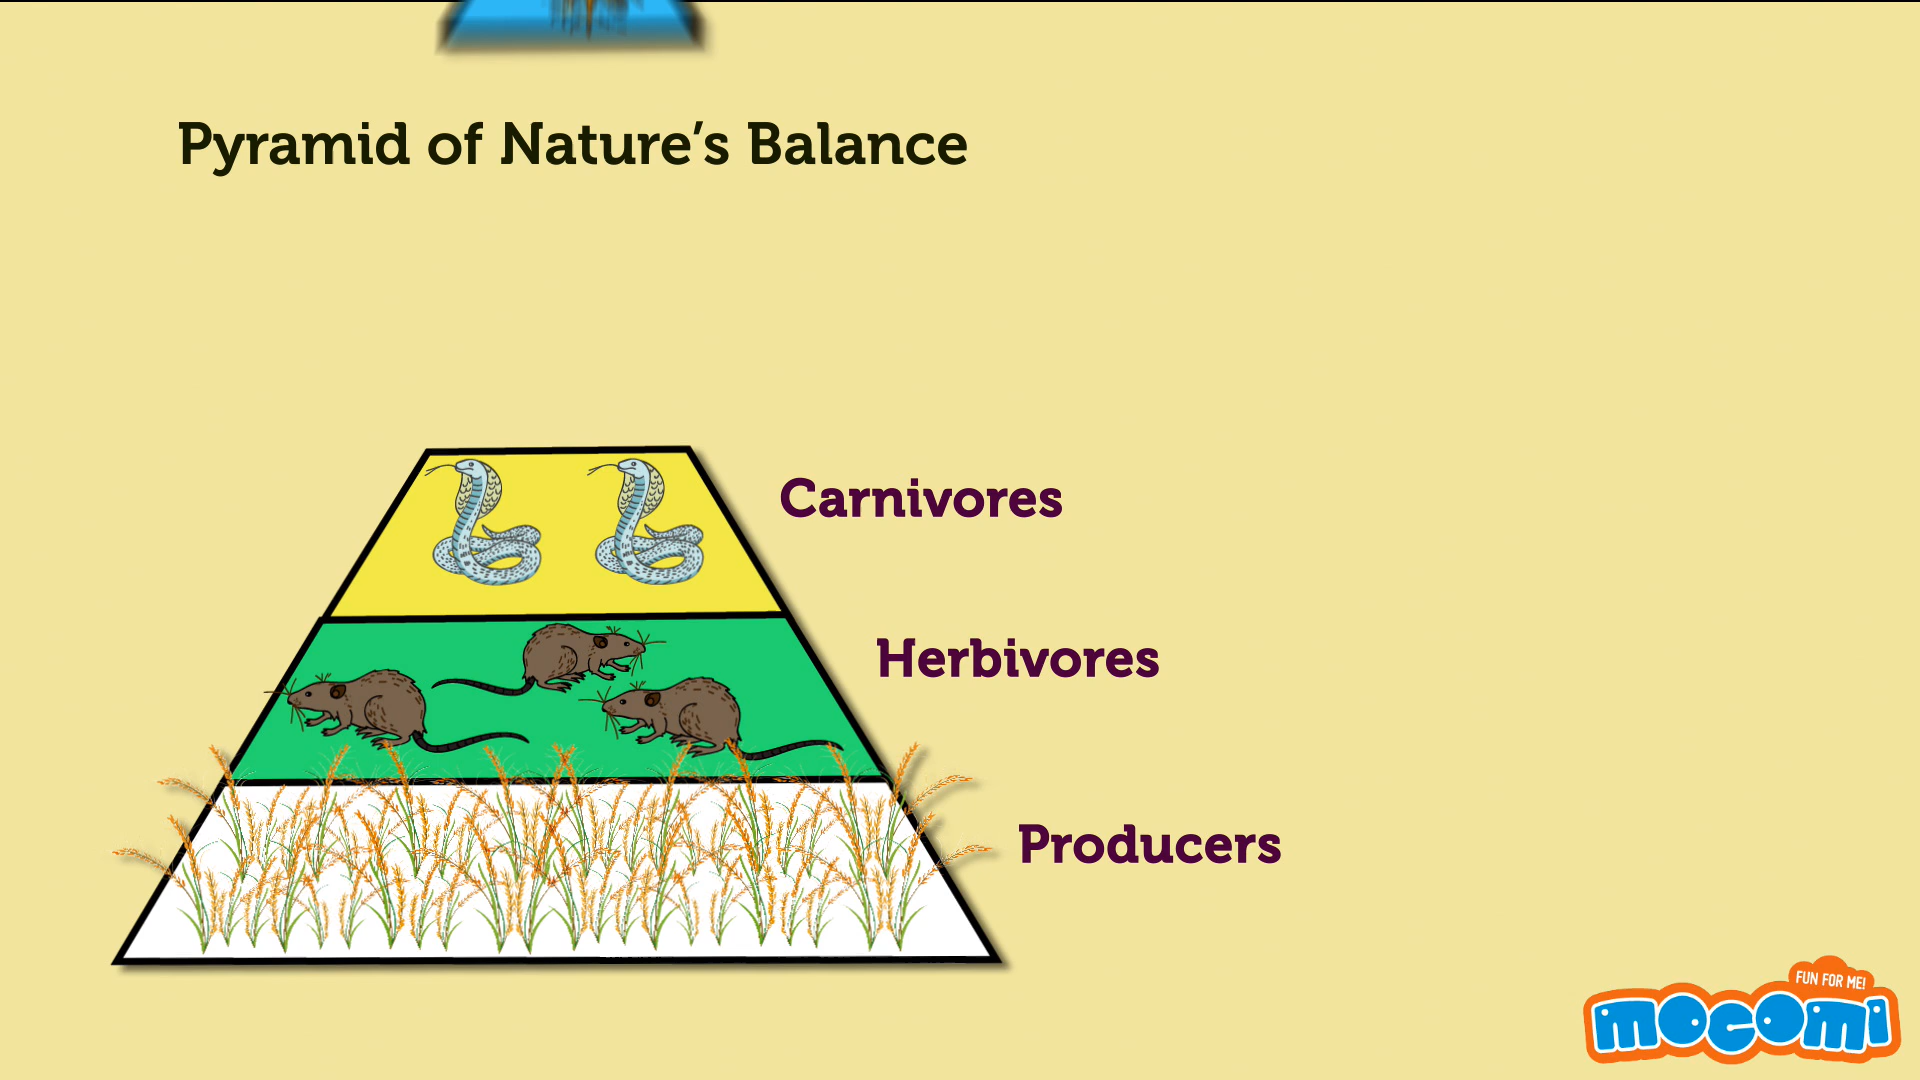 Pyramid of Nature's Balance
Carnivores
Herbivores
Producers
FUN FOR ME!
mocomi